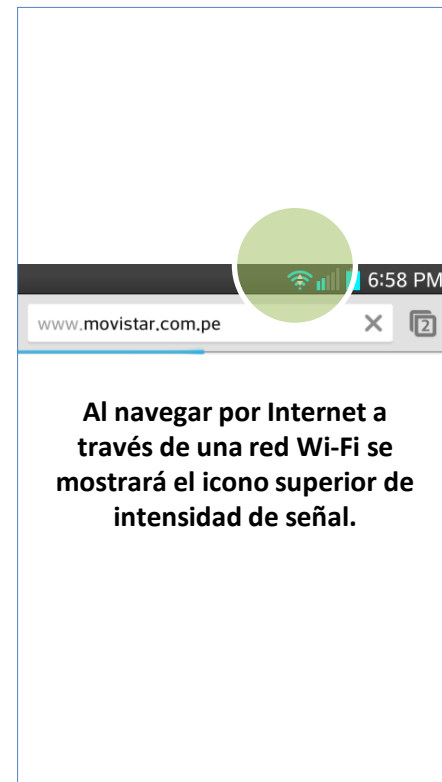 6:58 PM
www.movistar.com.pe
2
Al navegar por Internet a
través de una red Wi-Fi se
mostrará el icono superior de
intensidad de señal.